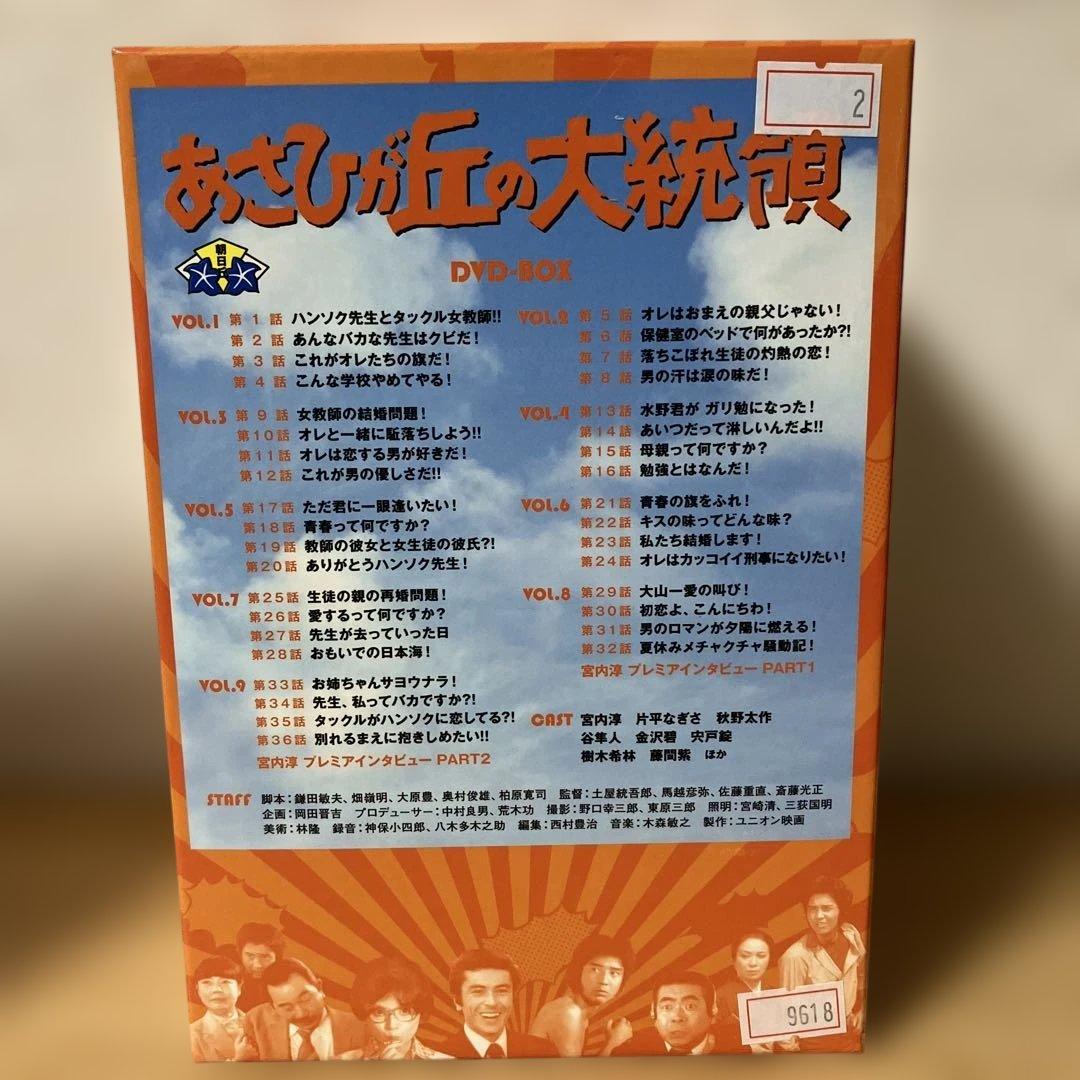 2
あさひが丘の大統領
朝日丘
DVD-BOX
VOL.1 第1話 ハンソク先生とタックル女教師!!
第2話 あんなバカな先生はクビだ!
第3話 これがオレたちの旗だ!
第4話 こんな学校やめてやる!
VOL.2 第5話 オレはおまえの親父じゃない!
第6話 保健室のベッドで何があったか?!
第7話 落ちこぼれ生徒の灼熱の恋!
第8話 男の汗は涙の味だ!
VOL.3 第9話 女教師の結婚問題!
第10話 オレと一緒に駈落ちしよう!!
第11話 オレは恋する男が好きだ!
第12話 これが男の優しさだ!!
VOL.4 第13話 水野君が ガリ勉になった!
第14話 あいつだって淋しいんだよ!!
第15話 母親って何ですか?
第16話 勉強とはなんだ!
VOL.5 第17話 ただ君に一眼逢いたい!
第18話 青春って何ですか?
第19話 教師の彼女と女生徒の彼氏?!
第20話 ありがとうハンソク先生!
VOL.6 第21話 青春の旗をふれ!
第22話 キスの味ってどんな味?
第23話 私たち結婚します!
第24話 オレはカッコイイ刑事になりたい!
VOL.7 第25話 生徒の親の再婚問題!
第26話 愛するって何ですか?
第27話 先生が去っていった日
第28話 おもいでの日本海!
VOL.8 第29話 大山一愛の叫び!
第30話 初恋よ、こんにちわ!
第31話 男のロマンが夕陽に燃える!
第32話 夏休みメチャクチャ騒動記!
宮内淳 プレミアインタビュー PART1
VOL.9 第33話 お姉ちゃんサヨウナラ!
第34話 先生、私ってバカですか?!
第35話 タックルがハンソクに恋してる?!
第36話 別れるまえに抱きしめたい!!
宮内淳 プレミアインタビュー PART2
CAST 宮内淳 片平なぎさ 秋野太作
谷隼人 金沢碧 宍戸錠
樹木希林 藤間紫 ほか
STAFF 脚本:鎌田敏夫、畑嶺明、大原豊、奥村俊雄、柏原寛司 監督:土屋統吾郎、馬越彦弥、佐藤重直、斎藤光正
企画:岡田晋吉 プロデューサー:中村良男、荒木功 撮影:野口幸三郎、東原三郎 照明:宮崎清、三荻国明
美術:林隆 録音:神保小四郎、八木多木之助 編集:西村豊治 音楽:木森敏之 製作:ユニオン映画
9618